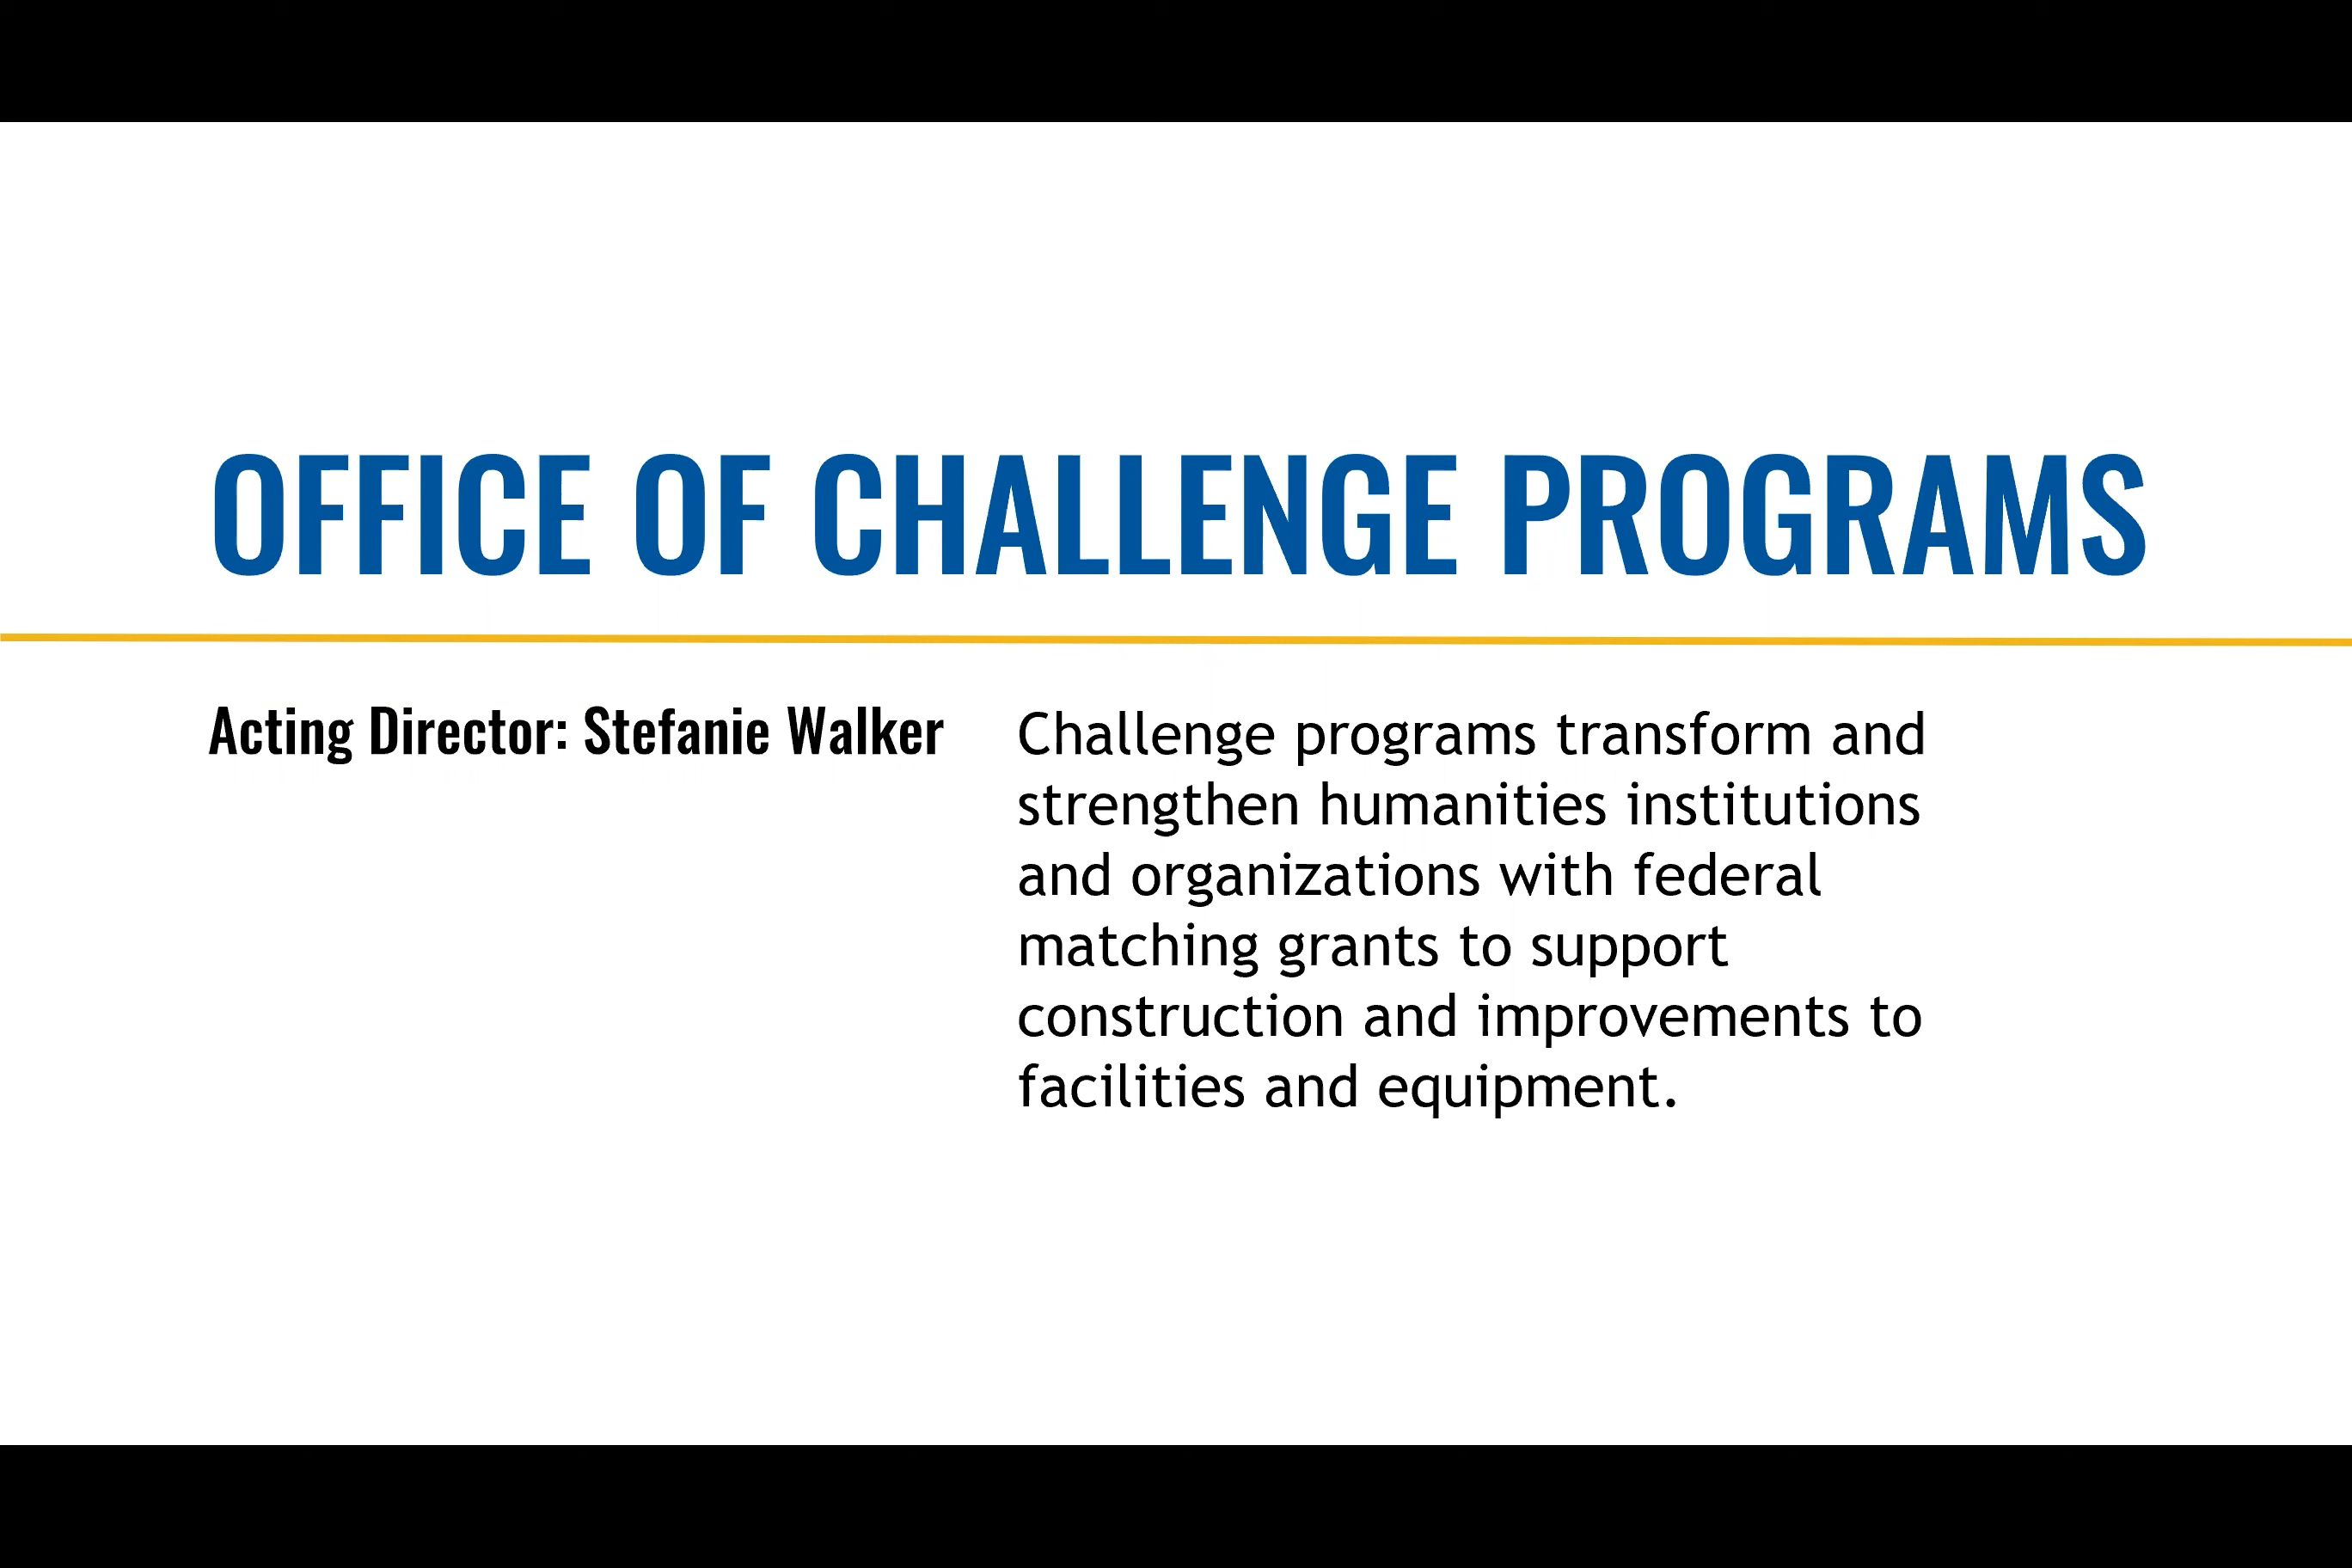 OFFICE OF CHALLENGE PROGRAMS
Acting Director: Stefanie Walker
Challenge programs transform and
strengthen humanities institutions
and organizations with federal
matching grants to support
construction and improvements to
facilities and equipment.